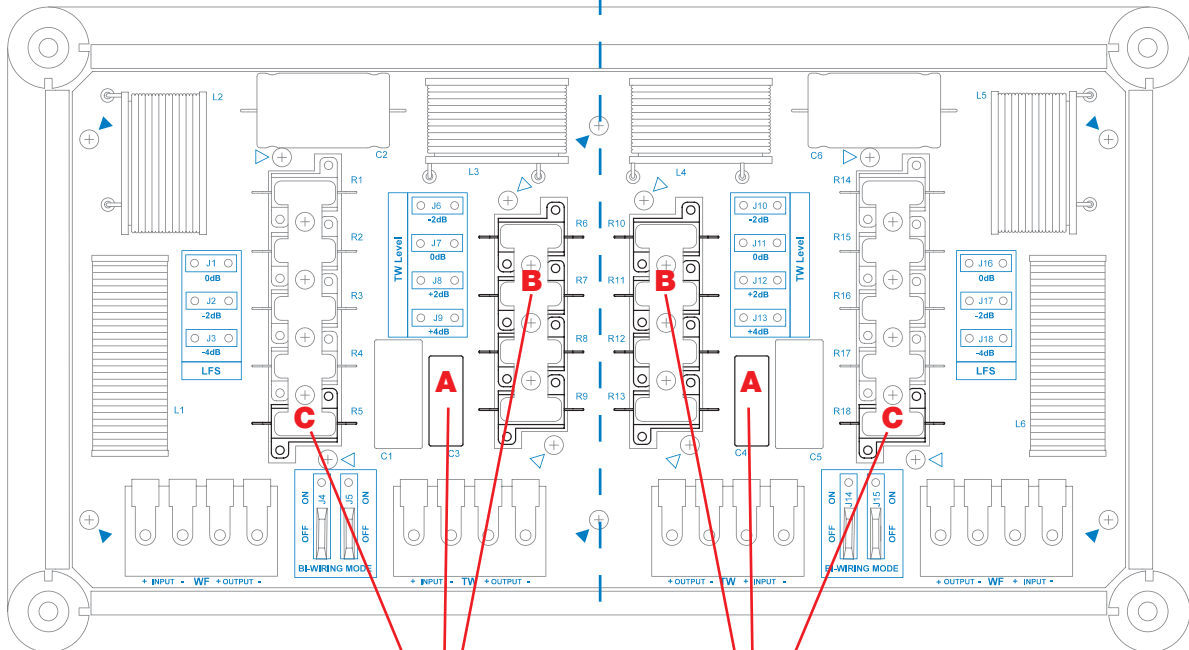 L2
C2
L3
L4
C6
L5
R1
R2
R3
R4
R5
J6
-2dB
J7
0dB
J8
+2dB
J9
+4dB
TW Level
R6
R7
R8
R9
R10
R11
R12
R13
J10
-2dB
J11
0dB
J12
+2dB
J13
+4dB
TW Level
R14
R15
R16
R17
R18
J1
0dB
J2
-2dB
J3
-4dB
LFS
J16
0dB
J17
-2dB
J18
-4dB
LFS
L1
C
C1
A
C3
B
B
A
C4
C5
C
L6
ON
J4
J5
ON
OFF
OFF
BI-WIRING MODE
ON
J14
J15
ON
OFF
OFF
BI-WIRING MODE
+ INPUT - WF + OUTPUT -
+ INPUT - TW + OUTPUT -
+ OUTPUT - TW + INPUT -
+ OUTPUT - WF + INPUT -